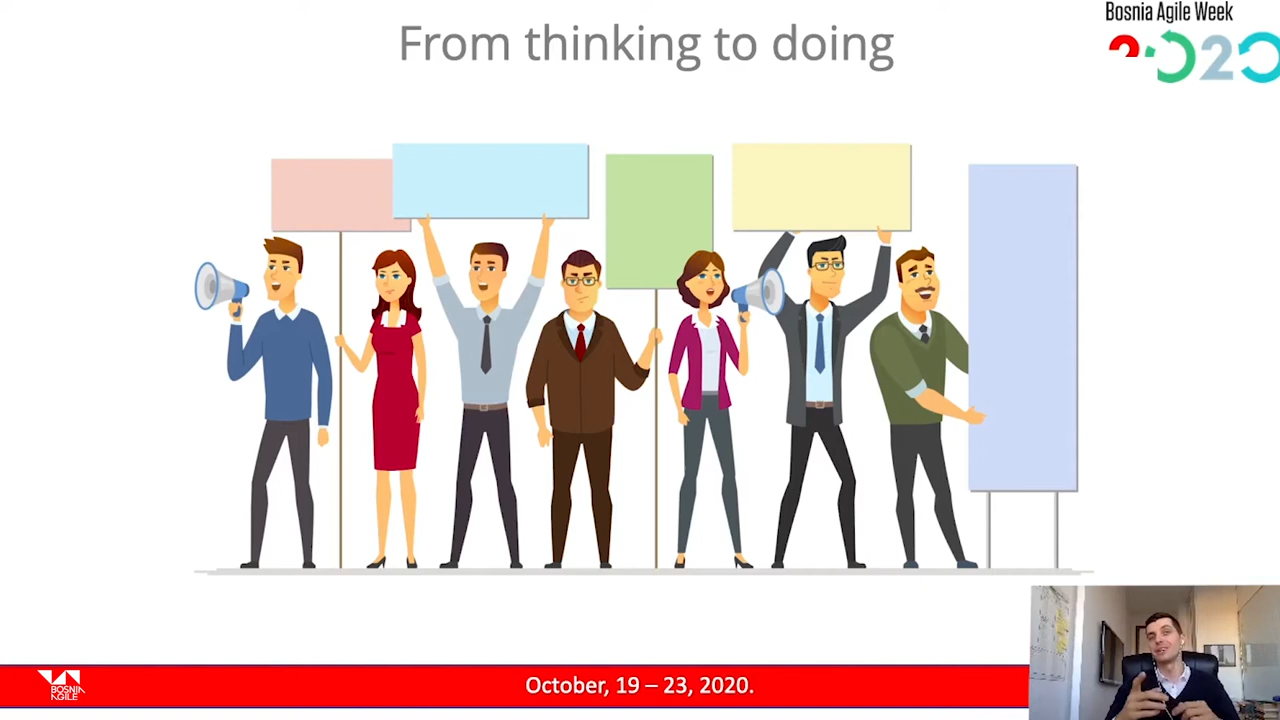 From thinking to doing
Bosnia Agile Week
2020
BOSNIA
AGILE
October, 19 – 23, 2020.